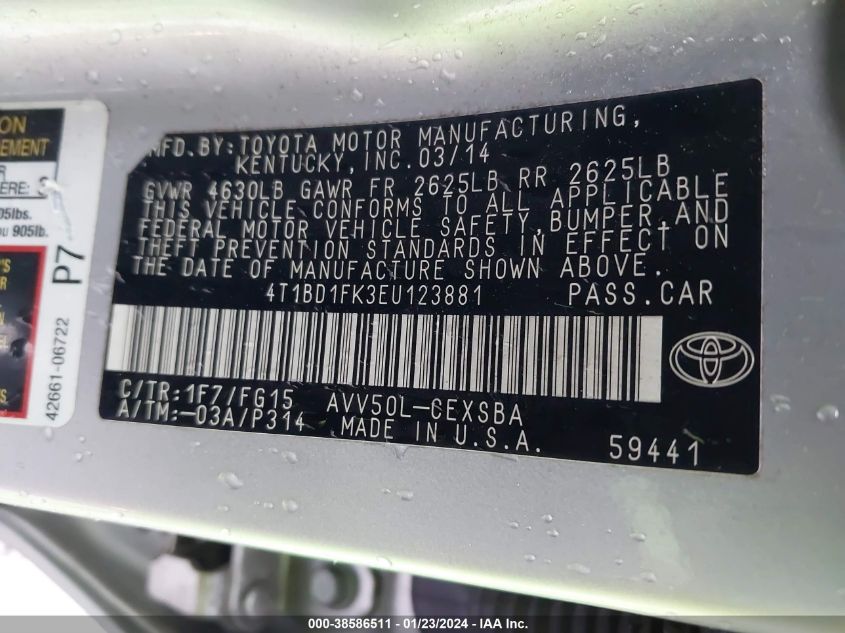 MFD.BY:TOYOTA MOTOR MANUFACTURING,
KENTUCKY,INC.03/14
GVWR 4630LB GAWR FR 2625LB RR 2625LB
THIS VEHICLE CONFORMS TO ALL APPLICABLE
FEDERAL MOTOR VEHICLE SAFETY,BUMPER,AND
THEFT PREVENTION STANDARDS IN EFFECT ON
THE DATE OF MANUFACTURE SHOWN ABOVE.
4T1BD1FK3EU123881 PASS.CAR
C/TR:1F7/FG15 AVV50L-CEXSBA
A/TM:-03A/P314 MADE IN U.S.A.
59441
05lbs.
905lb.
P7
42661-06722
000-38586511 - 01/23/2024 - IAA Inc.